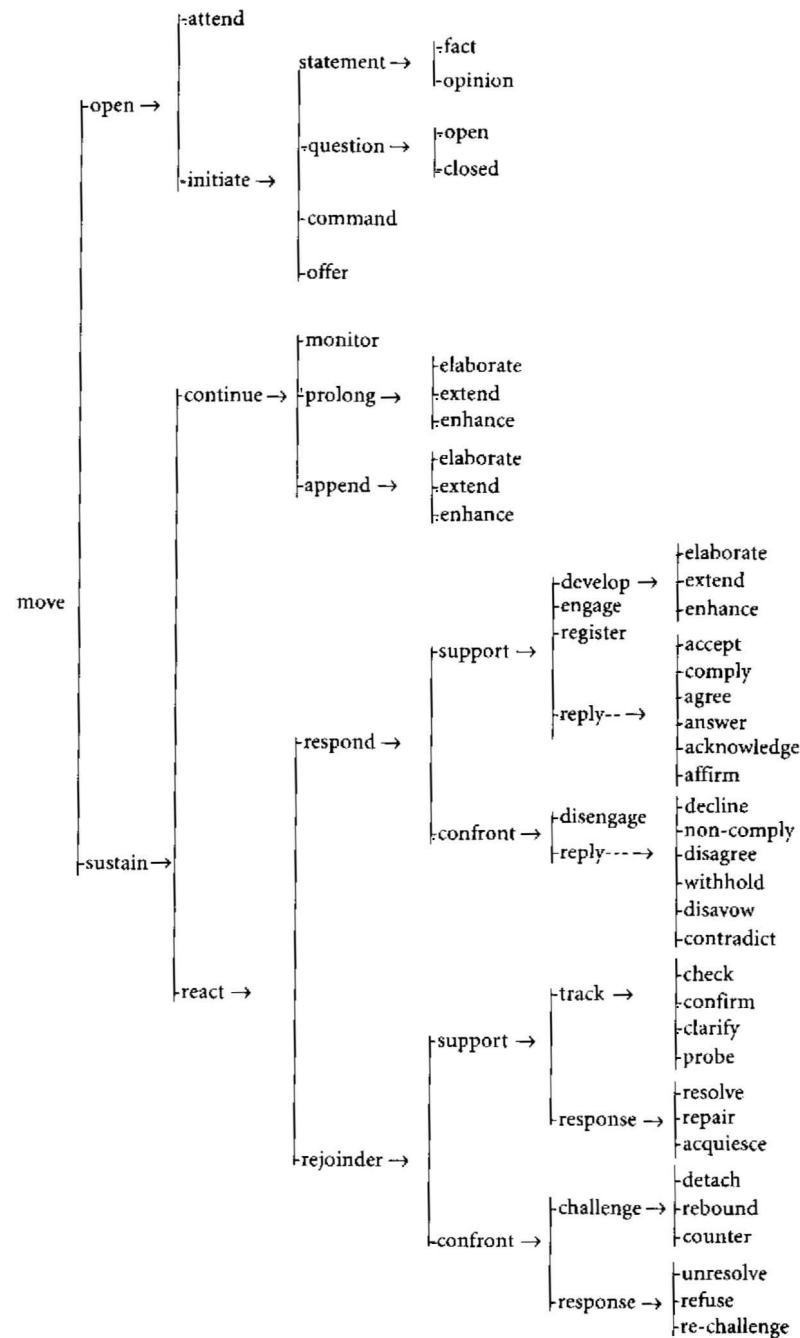 attend
statement → fact
opinion
open →
question → open
closed
initiate →
command
offer
monitor
elaborate
continue → prolong → extend
enhance
elaborate
append → extend
enhance
elaborate
develop → extend
engage enhance
move register
support → accept
comply
agree
reply---→ answer
respond → acknowledge
affirm
decline
disengage
confront → non-comply
sustain → reply----→ disagree
withhold
disavow
contradict
check
react → track → confirm
clarify
support → probe
resolve
response → repair
rejoinder → acquiesce
detach
challenge → rebound
confront → counter
unresolve
response → refuse
re-challenge